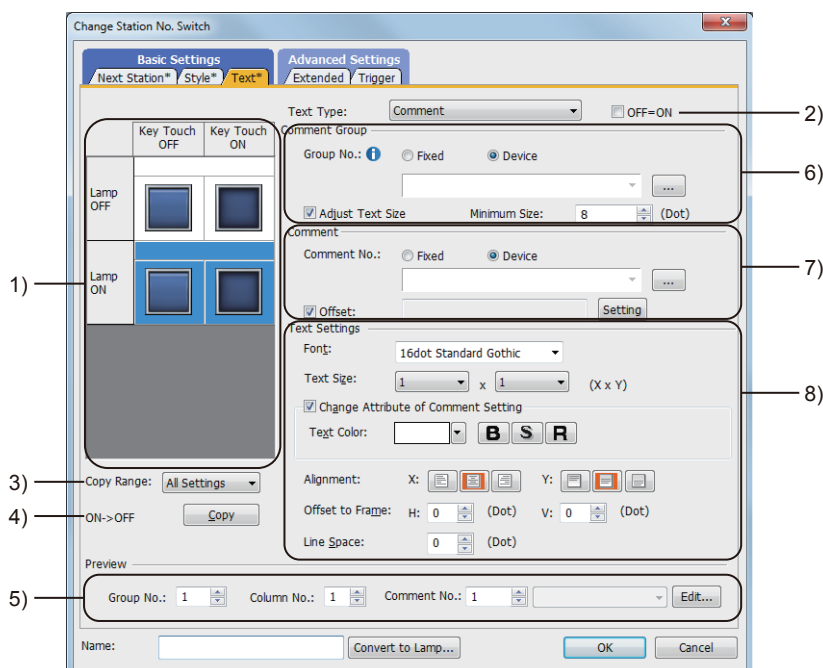 Change Station No. Switch
x
Basic Settings
Advanced Settings
Next Station* Style* Text*
Extended Trigger
Text Type: Comment OFF=ON
2)
Key Touch OFF
Key Touch ON
Lamp OFF
Lamp ON
1)
Comment Group
Group No.: i Fixed Device
...
Adjust Text Size Minimum Size: 8 (Dot)
6)
Comment
Comment No.: Fixed Device
...
Offset: Setting
7)
Text Settings
Font: 16dot Standard Gothic
Text Size: 1 x 1 (X x Y)
Change Attribute of Comment Setting
Text Color: B S R
Alignment: X: Y:
Offset to Frame: H: 0 (Dot) V: 0 (Dot)
Line Space: 0 (Dot)
8)
3)
Copy Range: All Settings
4)
ON->OFF Copy
Preview
5)
Group No.: 1 Column No.: 1 Comment No.: 1 Edit...
Name: Convert to Lamp... OK Cancel